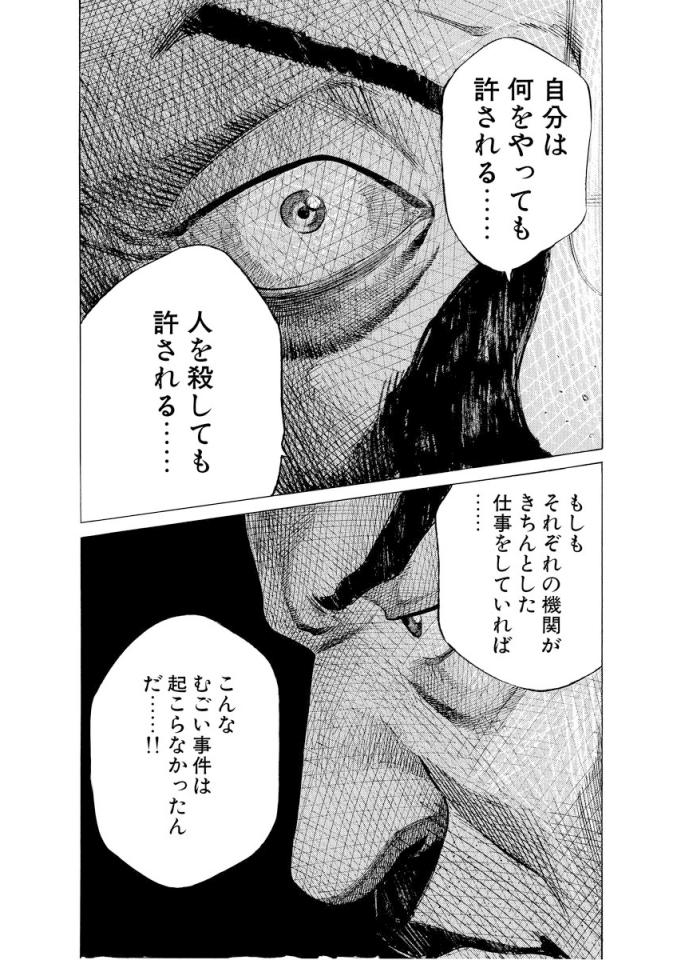 自分は
何をやっても
許される……
人を殺しても
許される……
もしも
それぞれの機関が
きちんとした
仕事をしていれば
……
こんな
むごい事件は
起こらなかったん
だ……!!